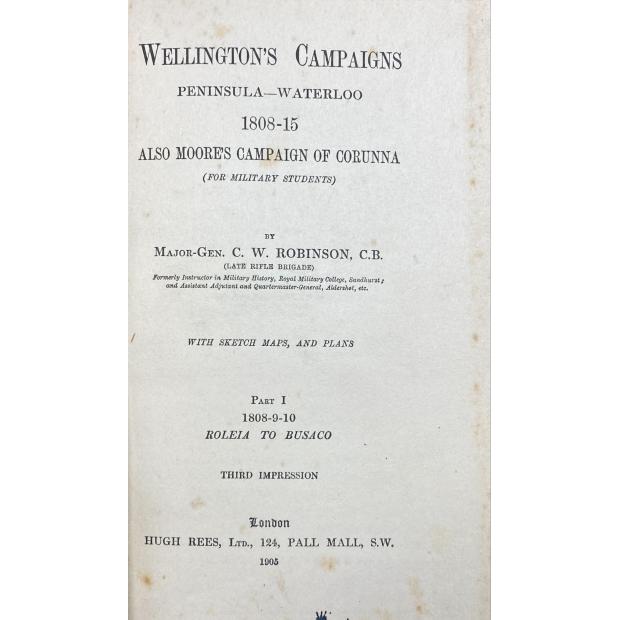 WELLINGTON'S CAMPAIGNS
PENINSULA—WATERLOO
1808-15
ALSO MOORE'S CAMPAIGN OF CORUNNA
(FOR MILITARY STUDENTS)
BY
MAJOR-GEN. C. W. ROBINSON, C.B.
(LATE RIFLE BRIGADE)
Formerly Instructor in Military History, Royal Military College, Sandhurst;
and Assistant Adjutant and Quartermaster-General, Aldershot, etc.
WITH SKETCH MAPS, AND PLANS
PART I
1808-9-10
ROLEIA TO BUSACO
THIRD IMPRESSION
London
HUGH REES, LTD., 124, PALL MALL, S.W.
1905